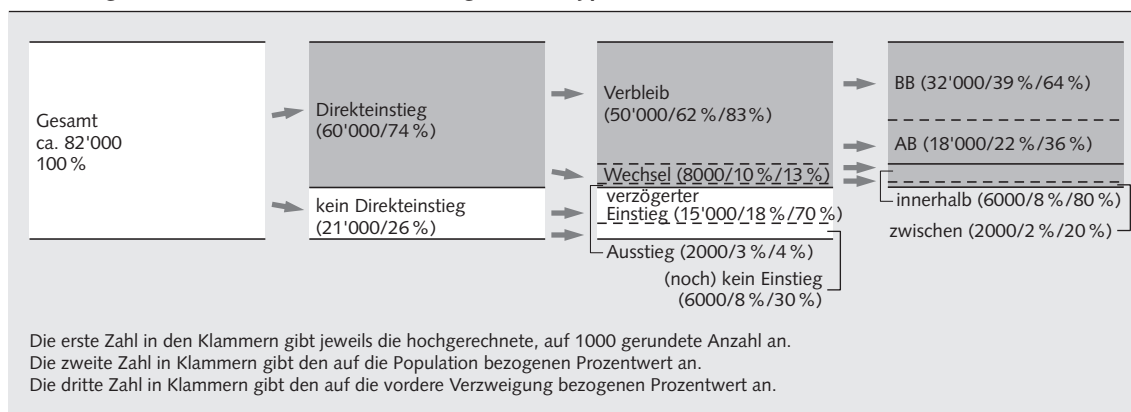 Gesamt
ca. 82'000
100 %
Direkteinstieg
(60'000/74 %)
kein Direkteinstieg
(21'000/26 %)
Verbleib
(50'000/62 %/83 %)
Wechsel (8000/10 %/13 %)
verzögerter
Einstieg (15'000/18 %/70 %)
Ausstieg (2000/3 %/4 %)
(noch) kein Einstieg
(6000/8 %/30 %)
BB (32'000/39 %/64 %)
AB (18'000/22 %/36 %)
innerhalb (6000/8 %/80 %)
zwischen (2000/2 %/20 %)
Die erste Zahl in den Klammern gibt jeweils die hochgerechnete, auf 1000 gerundete Anzahl an.
Die zweite Zahl in Klammern gibt den auf die Population bezogenen Prozentwert an.
Die dritte Zahl in Klammern gibt den auf die vordere Verzweigung bezogenen Prozentwert an.